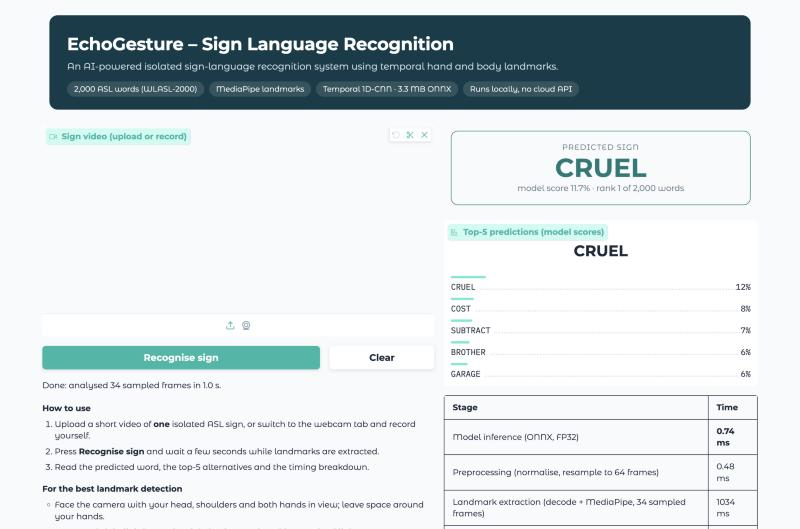 EchoGesture – Sign Language Recognition
An AI-powered isolated sign-language recognition system using temporal hand and body landmarks.
2,000 ASL words (WLASL-2000) MediaPipe landmarks Temporal 1D-CNN · 3.3 MB ONNX Runs locally, no cloud API
Sign video (upload or record)
Recognise sign Clear
Done: analysed 34 sampled frames in 1.0 s.
How to use
1. Upload a short video of one isolated ASL sign, or switch to the webcam tab and record
yourself.
2. Press Recognise sign and wait a few seconds while landmarks are extracted.
3. Read the predicted word, the top-5 alternatives and the timing breakdown.
For the best landmark detection
Face the camera with your head, shoulders and both hands in view; leave space around
your hands.
PREDICTED SIGN
CRUEL
model score 11.7% · rank 1 of 2,000 words
Top-5 predictions (model scores)
CRUEL
CRUEL 12%
COST 8%
SUBTRACT 7%
BROTHER 6%
GARAGE 6%
Stage Time
Model inference (ONNX, FP32) 0.74
ms
Preprocessing (normalise, resample to 64 frames) 0.48
ms
Landmark extraction (decode + MediaPipe, 34 sampled 1034
frames) ms